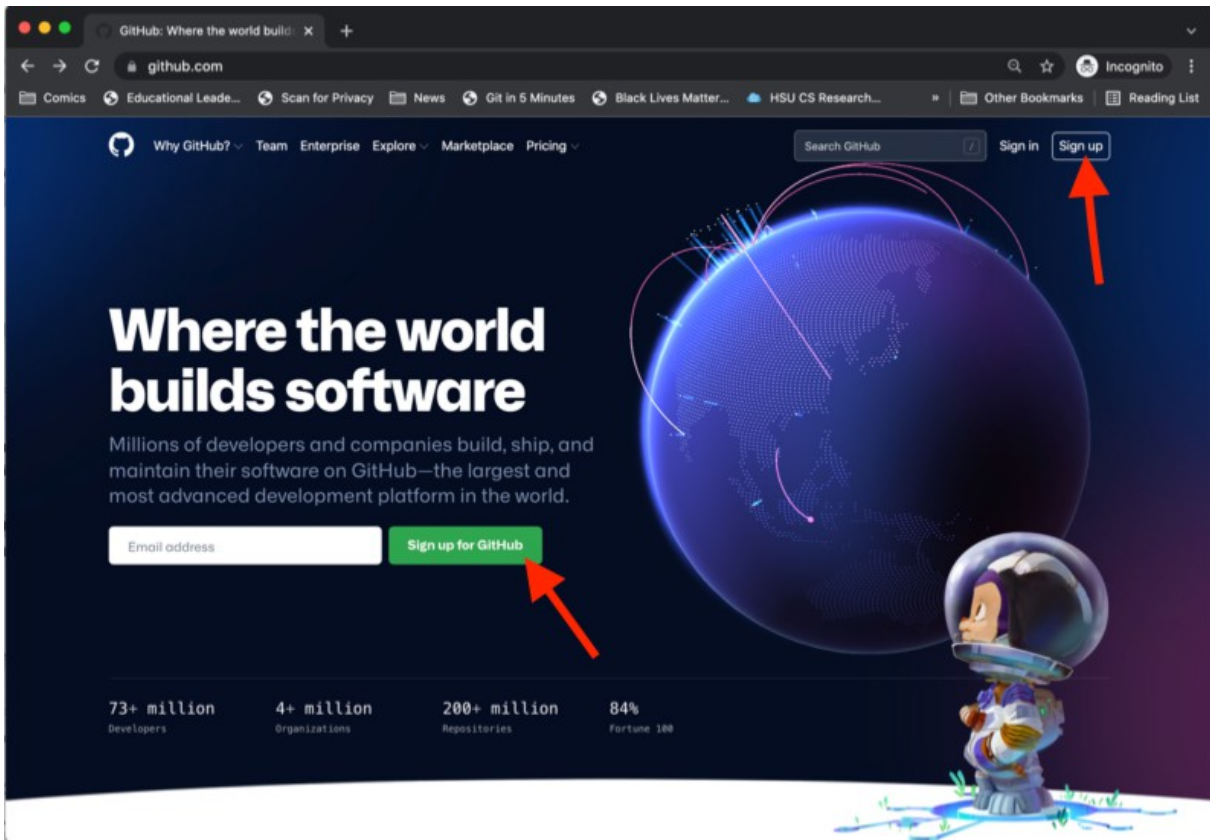 GitHub: Where the world build
github.com
Incognito
Comics
Educational Leade...
Scan for Privacy
News
Git in 5 Minutes
Black Lives Matter...
HSU CS Research...
»
Other Bookmarks
Reading List
Why GitHub? Team Enterprise Explore Marketplace Pricing
Search GitHub
/
Sign in
Sign up
Where the world
builds software
Millions of developers and companies build, ship, and
maintain their software on GitHub—the largest and
most advanced development platform in the world.
Email address
Sign up for GitHub
73+ million
Developers
4+ million
Organizations
200+ million
Repositories
84%
Fortune 100